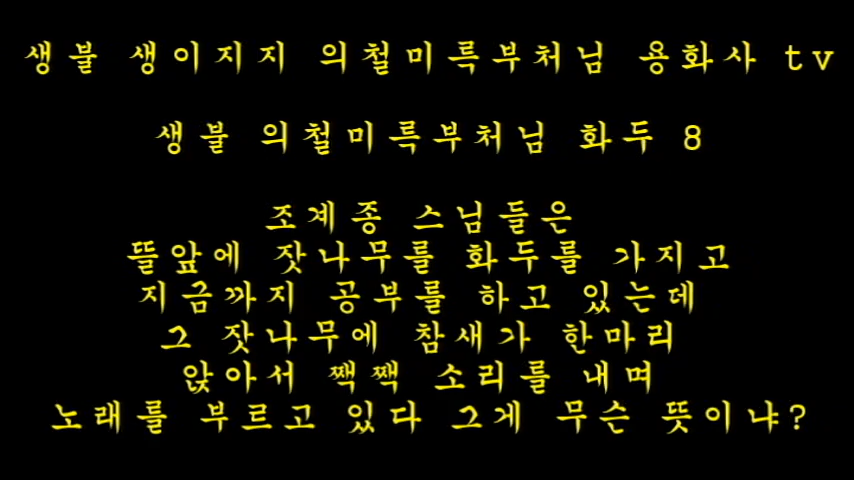 생불 생이지지 의철미륵부처님 용화사 tv
생불 의철미륵부처님 화두 8
조계종 스님들은
뜰앞에 잣나무를 화두를 가지고
지금까지 공부를 하고 있는데
그 잣나무에 참새가 한마리
앉아서 짹짹 소리를 내며
노래를 부르고 있다 그게 무슨 뜻이냐?